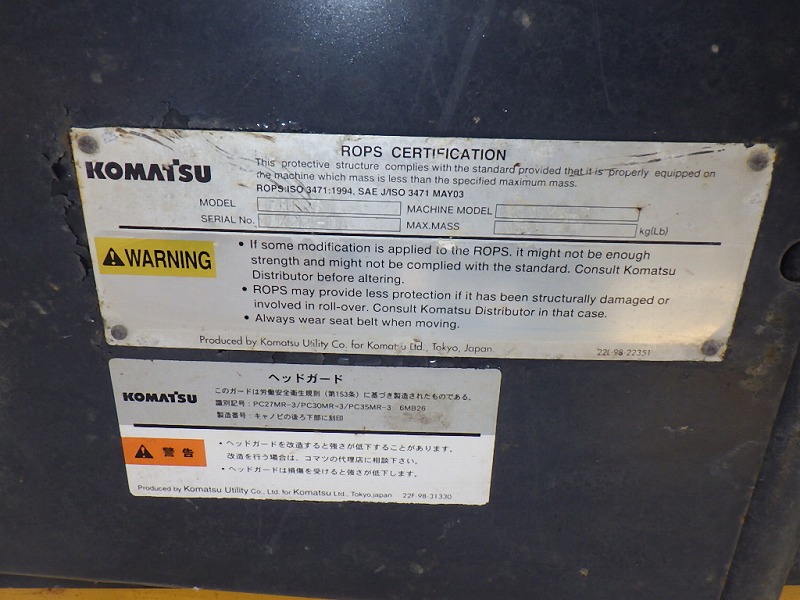 ROPS CERTIFICATION
KOMATSU
This protective structure complies with the standard provided that it is properly equipped on
the machine which mass is less than the specified maximum mass.
ROPS:ISO 3471:1994, SAE J/ISO 3471 MAY03
MODEL
MACHINE MODEL
SERIAL No.
MAX.MASS
kg(Lb)
WARNING
• If some modification is applied to the ROPS. it might not be enough
strength and might not be complied with the standard. Consult Komatsu
Distributor before altering.
• ROPS may provide less protection if it has been structurally damaged or
involved in roll-over. Consult Komatsu Distributor in that case.
• Always wear seat belt when moving.
Produced by Komatsu Utility Co. for Komatsu Ltd., Tokyo, Japan
22L-98-22351
ヘッドガード
KOMATSU
このガードは労働安全衛生規則(第153条)に基づき製造されたものである。
識別記号:PC27MR-3/PC30MR-3/PC35MR-3 6MB26
製造番号:キャノピの後ろ下部に刻印
警告
・ヘッドガードを改造すると強さが低下することがあります。
改造を行う場合は、コマツの代理店に相談下さい。
・ヘッドガードは損傷を受けると強さが低下します。
Produced by Komatsu Utility Co., Ltd. for Komatsu Ltd., Tokyo,japan
22F-98-31330